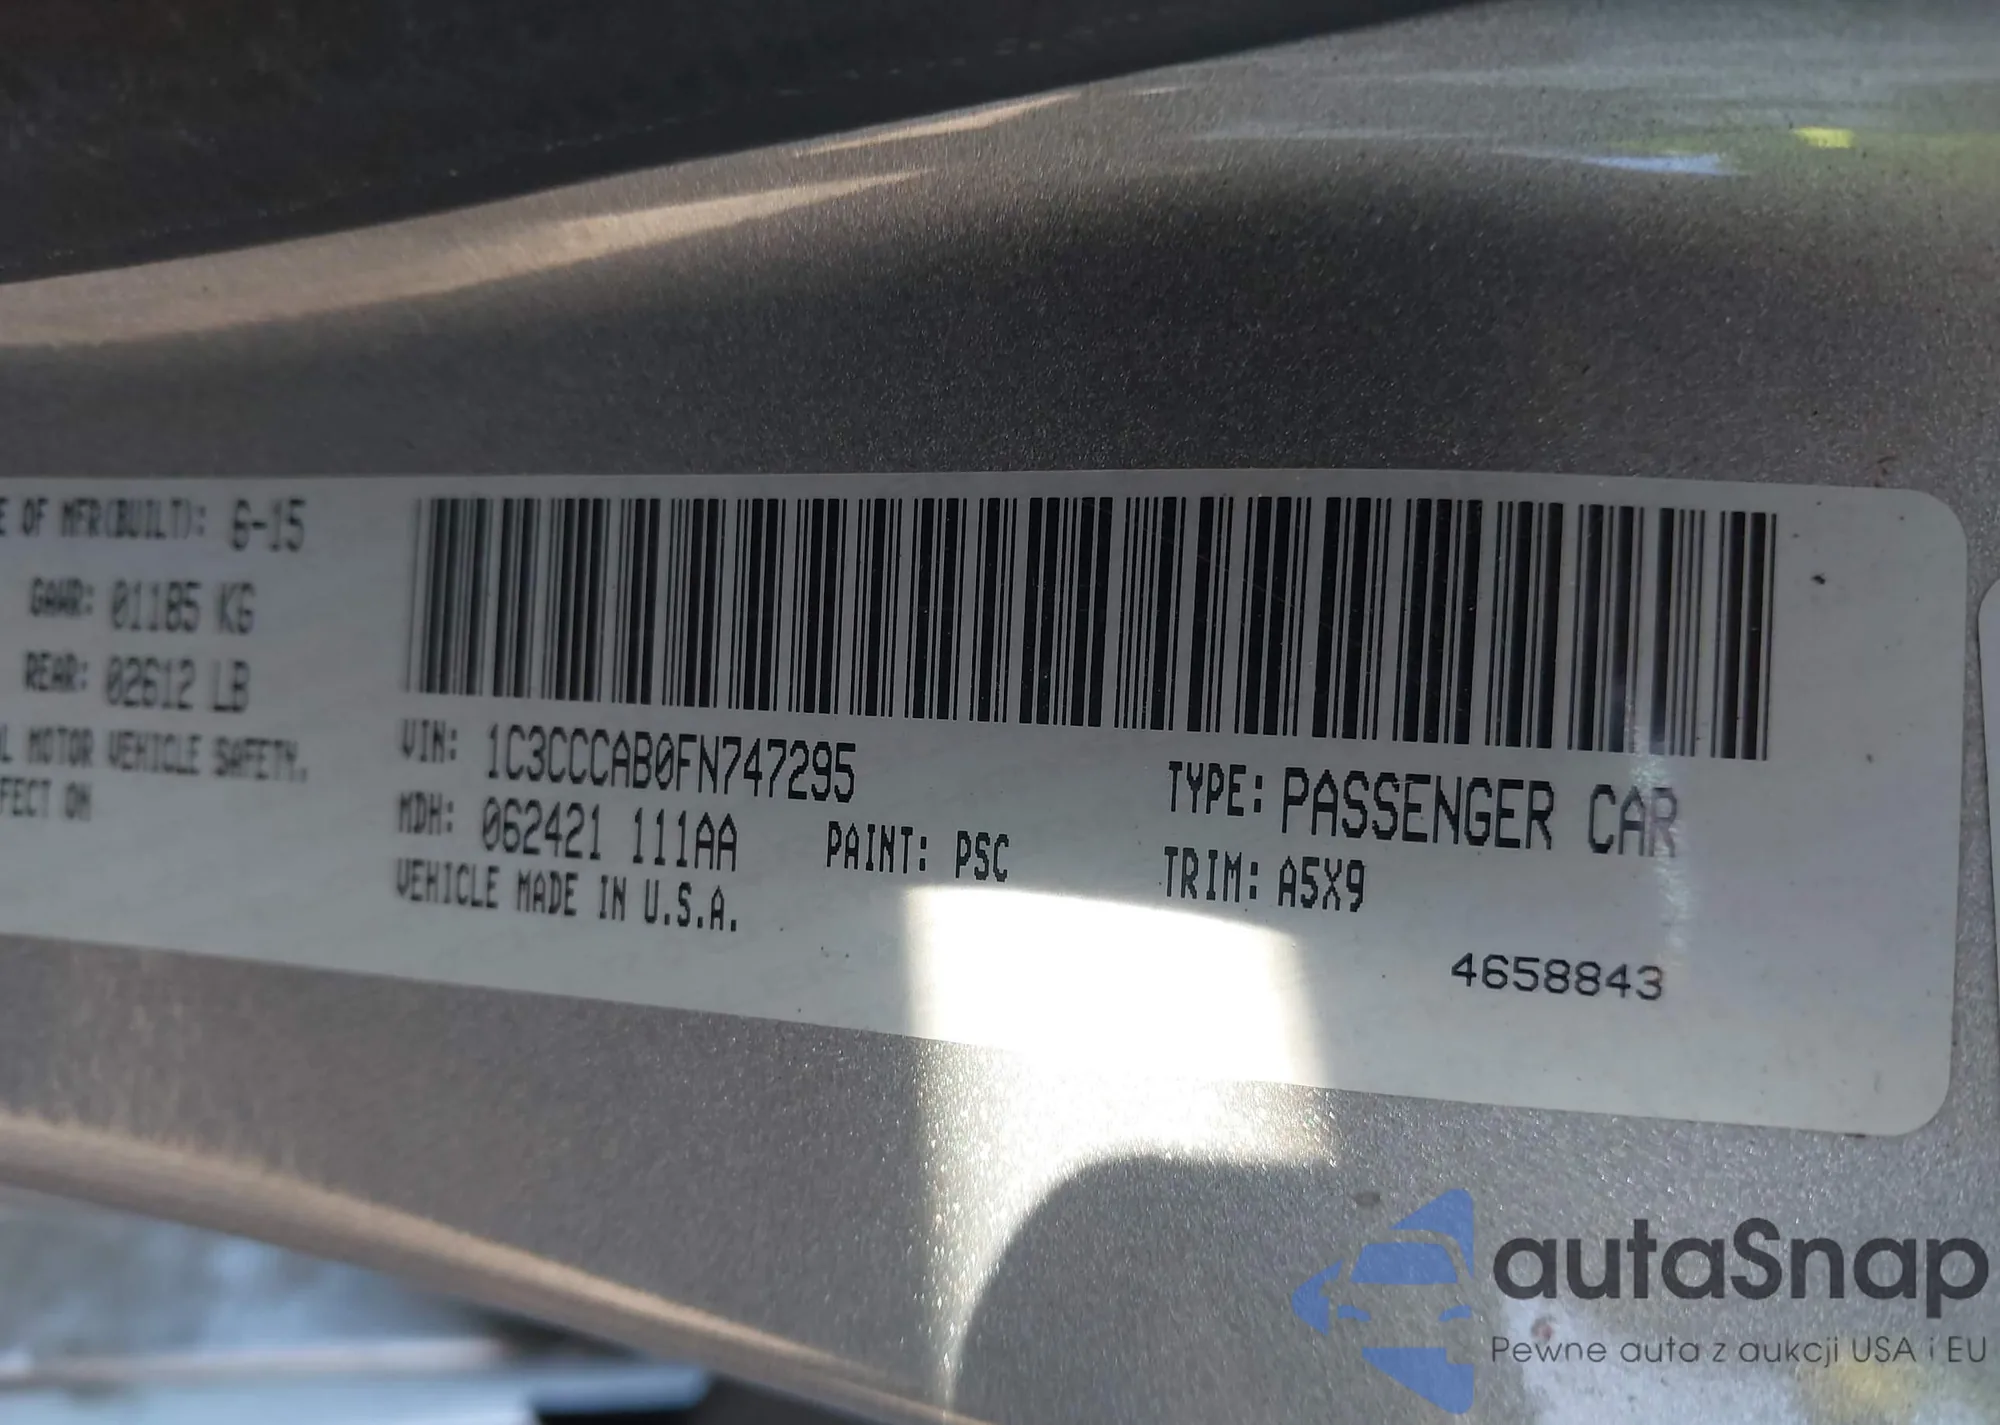 E OF MFR(BUILT): 6-15
GAWR: 01185 KG
REAR: 02612 LB
L MOTOR VEHICLE SAFETY,
FECT ON
VIN: 1C3CCCAB0FN747295
TYPE: PASSENGER CAR
MDH: 062421 111AA
PAINT: PSC
TRIM: A5X9
VEHICLE MADE IN U.S.A.
4658843
autaSnap
Pewne auta z aukcji USA i EU